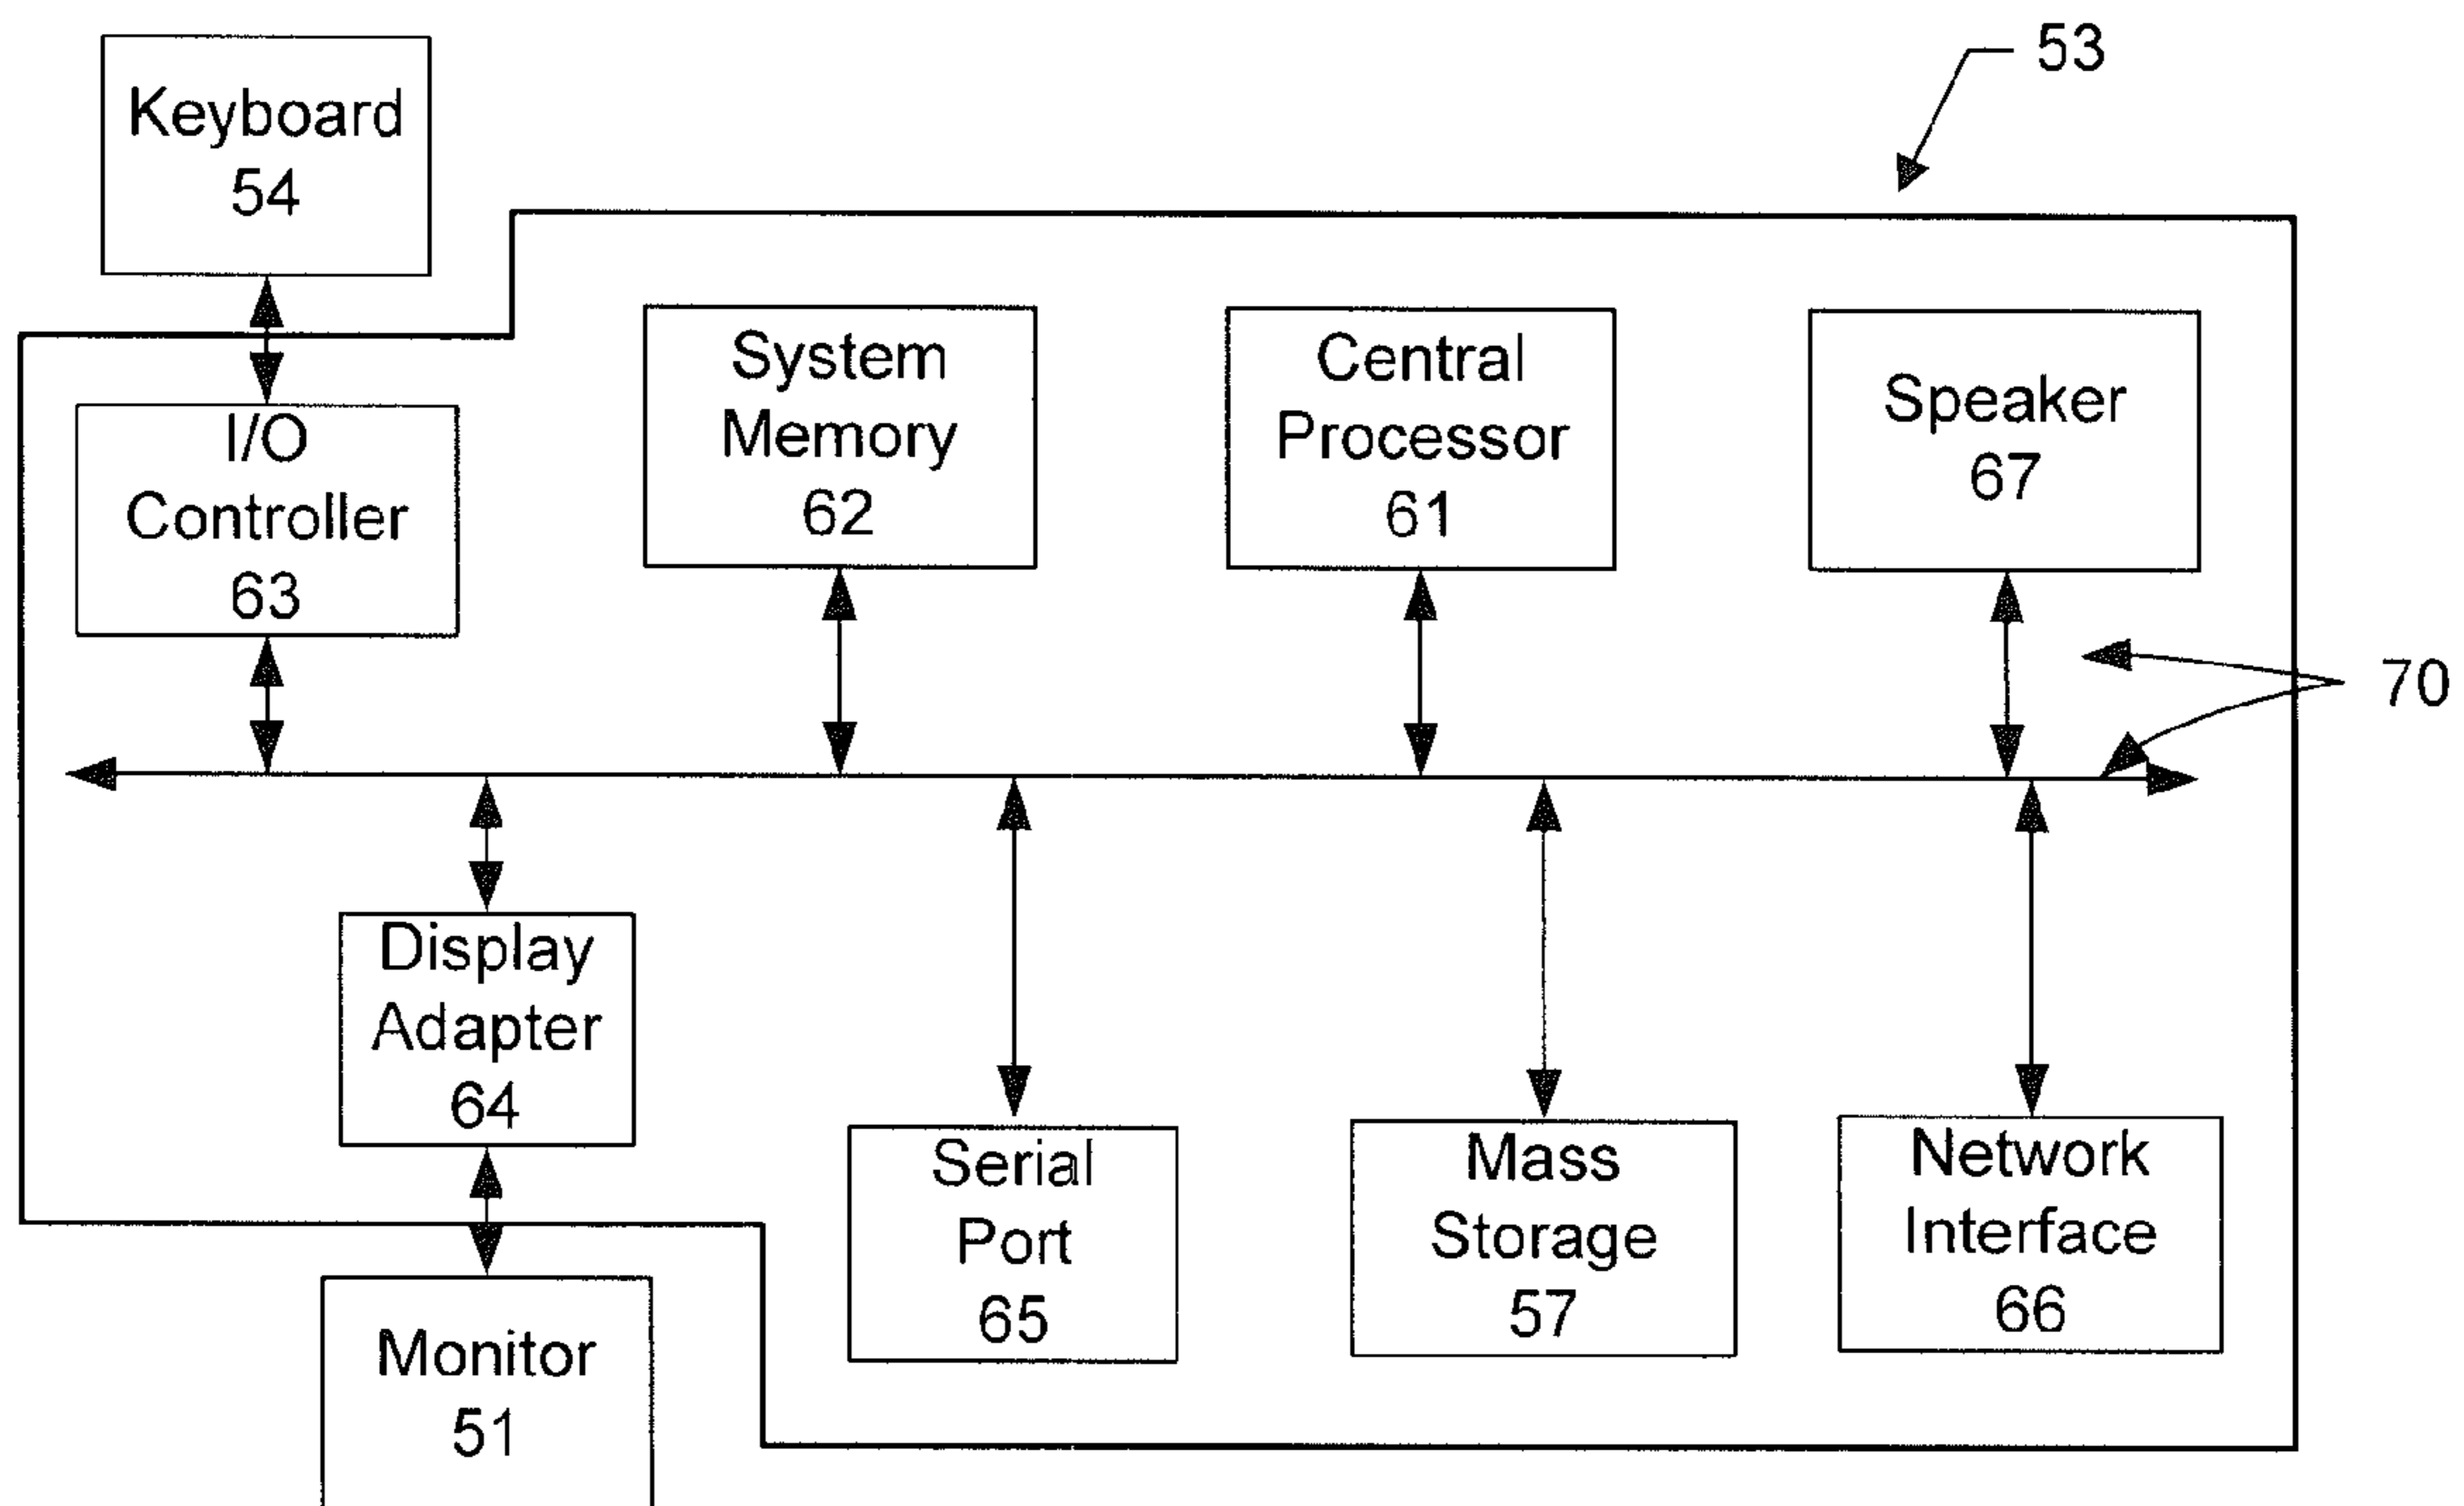 53
Keyboard
54
System
Memory
62
Central
Processor
61
Speaker
67
I/O
Controller
63
70
Display
Adapter
64
Serial
Port
65
Mass
Storage
57
Network
Interface
66
Monitor
51